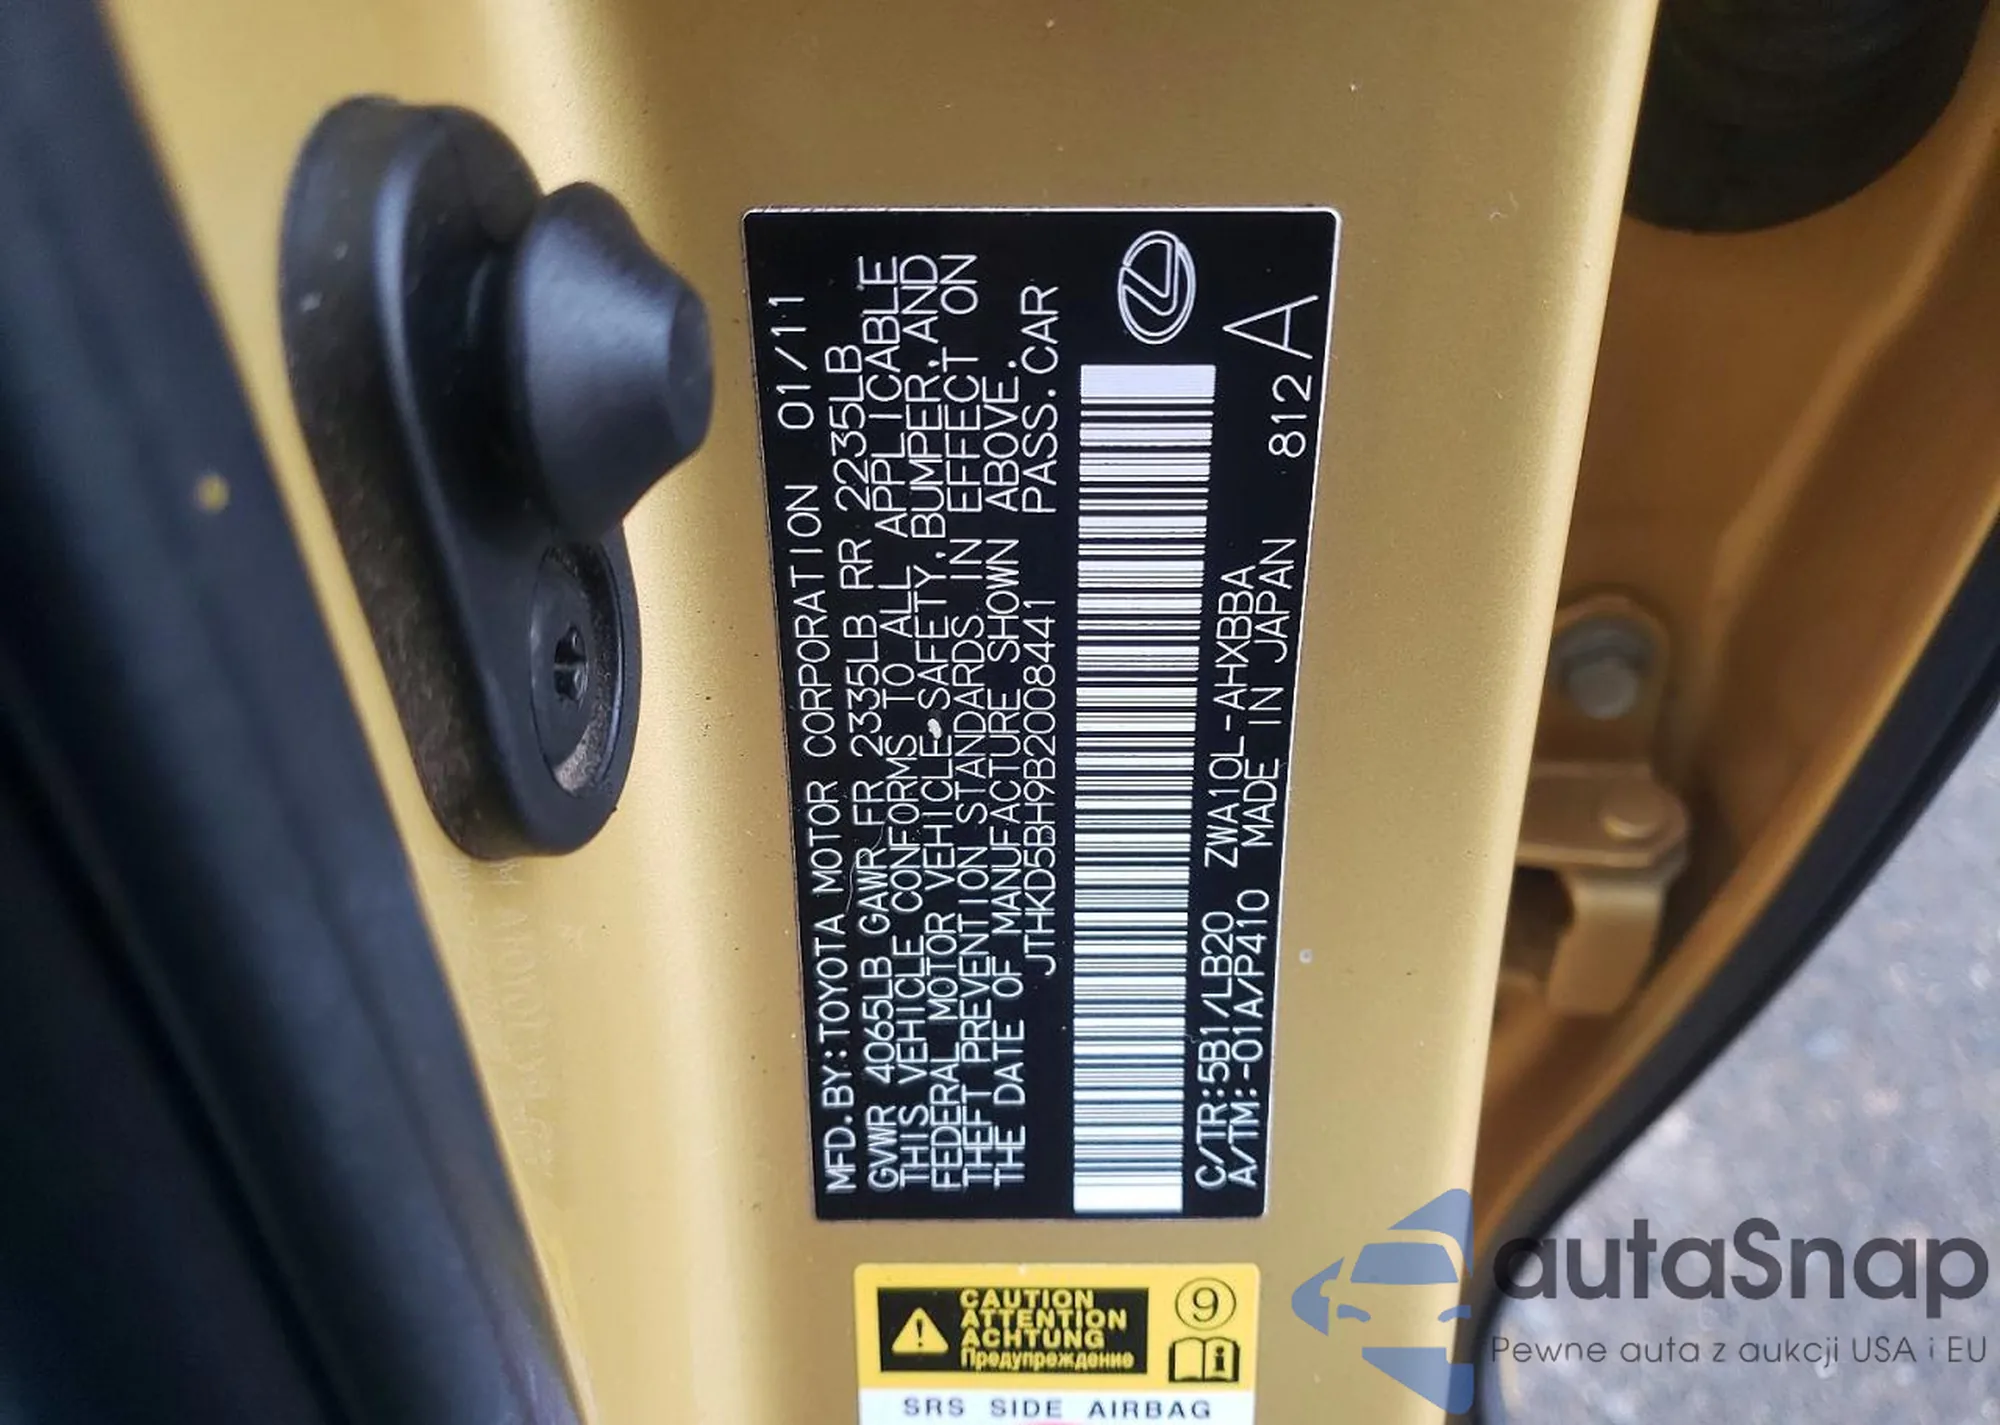 MFD.BY:TOYOTA MOTOR CORPORATION 01/11
GVWR 4065LB GAWR FR 2335LB RR 2235LB
THIS VEHICLE CONFORMS TO ALL APPLICABLE
FEDERAL MOTOR VEHICLE SAFETY, BUMPER, AND
THEFT PREVENTION STANDARDS IN EFFECT ON
THE DATE OF MANUFACTURE SHOWN ABOVE.
JTHKD5BH9B2008441 PASS.CAR
C/TR:5B1/LB20 ZWA10L-AHXBBA 812
A/TM:-01A/P410 MADE IN JAPAN A
CAUTION
ATTENTION
ACHTUNG
Предупреждение
9
i
SRS SIDE AIRBAG
autaSnap
Pewne auta z aukcji USA i EU